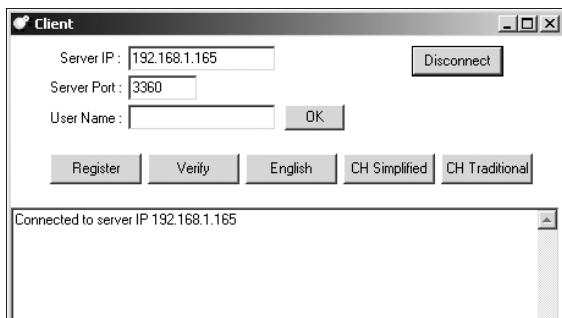 Client
Server IP : 192.168.1.165 Disconnect
Server Port : 3360
User Name : OK
Register Verify English CH Simplified CH Traditional
Connected to server IP 192.168.1.165